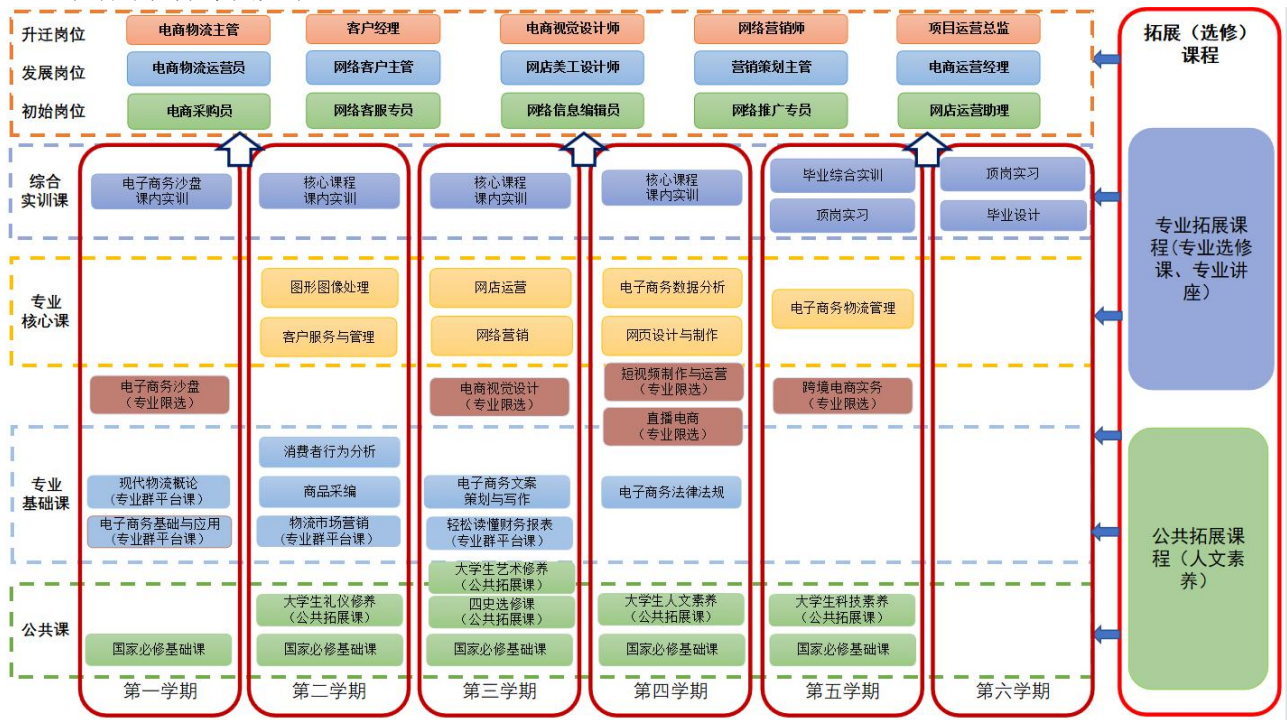 升迁岗位
电商物流主管
客户经理
电商视觉设计师
网络营销师
项目运营总监
发展岗位
电商物流运营员
网络客户主管
网店美工设计师
营销策划主管
电商运营经理
初始岗位
电商采购员
网络客服专员
网络信息编辑员
网络推广专员
网店运营助理
综合
实训课
电子商务沙盘
课内实训
核心课程
课内实训
核心课程
课内实训
核心课程
课内实训
毕业综合实训
顶岗实习
顶岗实习
毕业设计
专业
核心课
图形图像处理
客户服务与管理
网店运营
网络营销
电子商务数据分析
网页设计与制作
电子商务物流管理
电子商务沙盘
（专业限选）
电商视觉设计
（专业限选）
短视频制作与运营
（专业限选）
直播电商
（专业限选）
跨境电商实务
（专业限选）
专业
基础课
现代物流概论
（专业群平台课）
电子商务基础与应用
（专业群平台课）
消费者行为分析
商品采编
物流市场营销
（专业群平台课）
电子商务文案
策划与写作
轻松读懂财务报表
（专业群平台课）
电子商务法律法规
公共课
国家必修基础课
大学生礼仪修养
（公共拓展课）
国家必修基础课
大学生艺术修养
（公共拓展课）
四史选修课
（公共拓展课）
国家必修基础课
大学生人文素养
（公共拓展课）
国家必修基础课
大学生科技素养
（公共拓展课）
国家必修基础课
第一学期
第二学期
第三学期
第四学期
第五学期
第六学期
拓展（选修）
课程
专业拓展课
程(专业选修
课、专业讲
座）
公共拓展课
程（人文素
养）